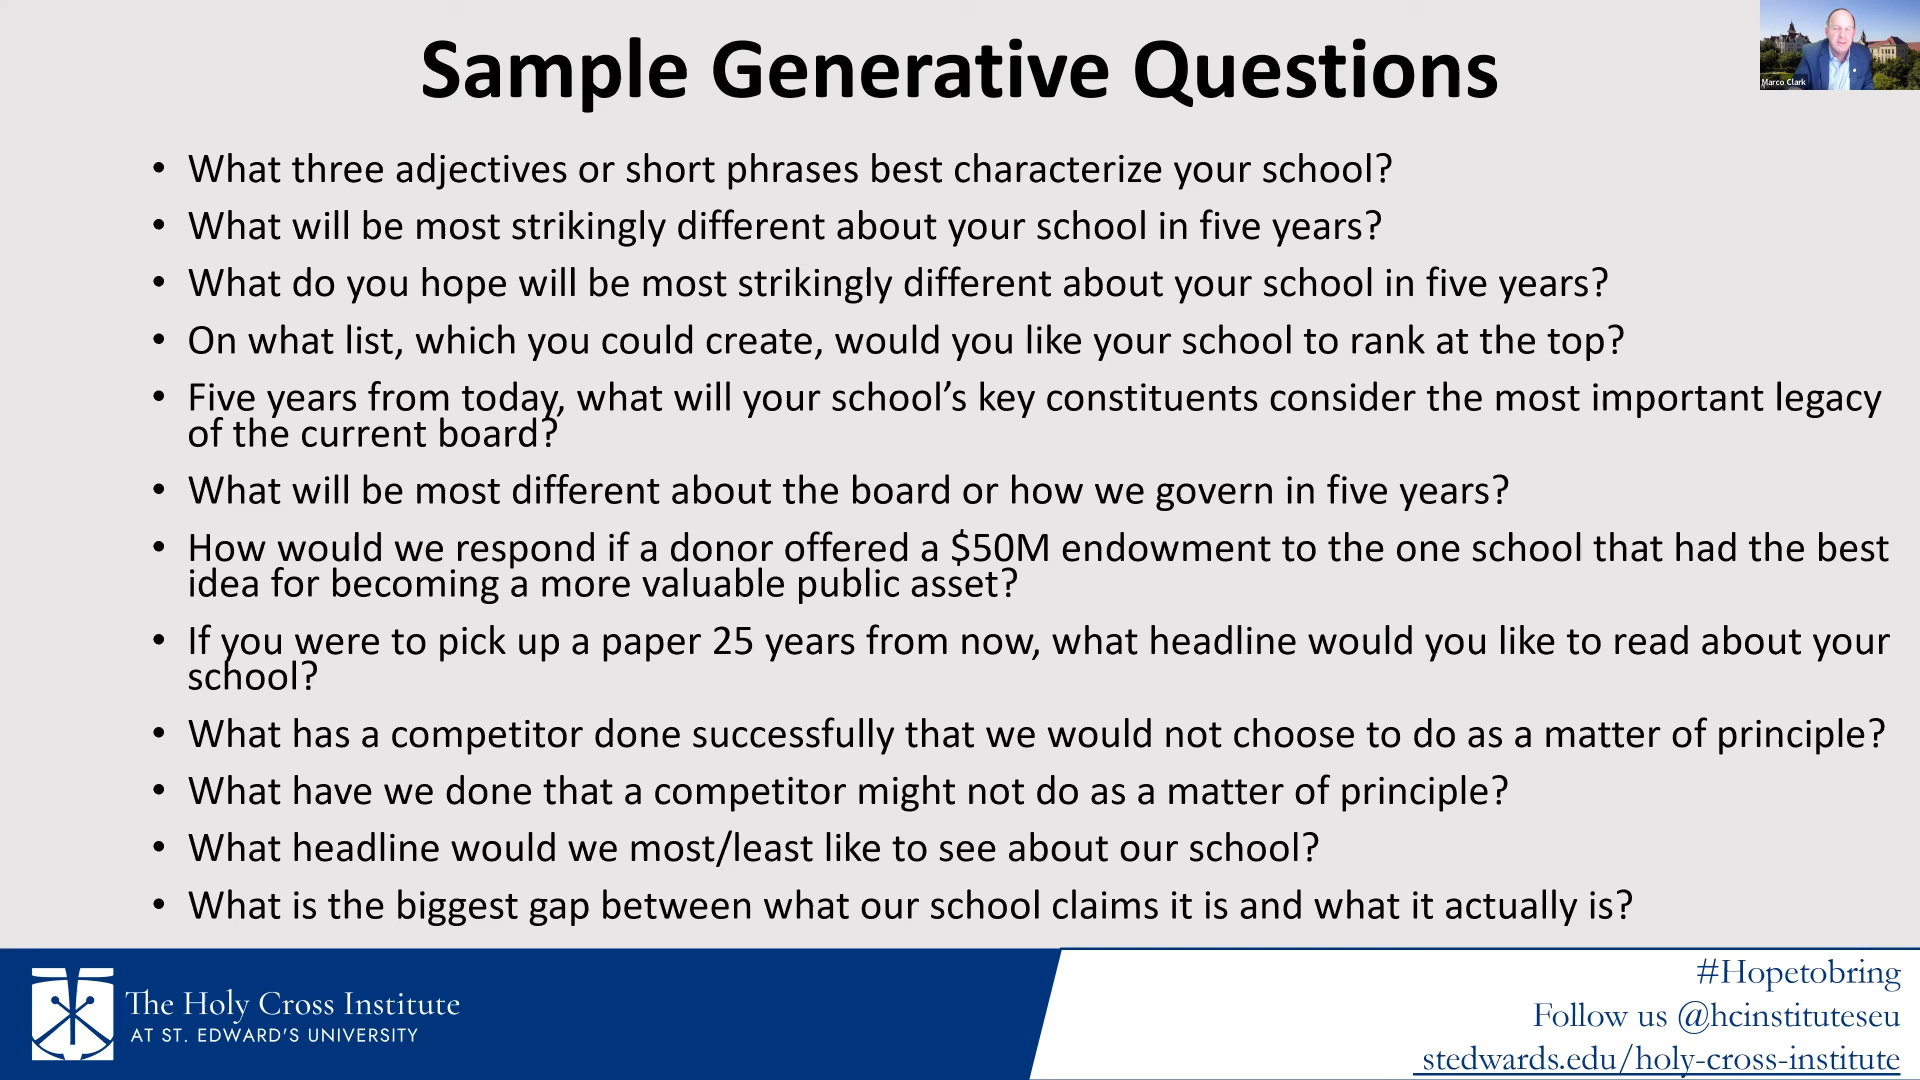 Sample Generative Questions
Marco Clark
• What three adjectives or short phrases best characterize your school?
• What will be most strikingly different about your school in five years?
• What do you hope will be most strikingly different about your school in five years?
• On what list, which you could create, would you like your school to rank at the top?
• Five years from today, what will your school’s key constituents consider the most important legacy
of the current board?
• What will be most different about the board or how we govern in five years?
• How would we respond if a donor offered a $50M endowment to the one school that had the best
idea for becoming a more valuable public asset?
• If you were to pick up a paper 25 years from now, what headline would you like to read about your
school?
• What has a competitor done successfully that we would not choose to do as a matter of principle?
• What have we done that a competitor might not do as a matter of principle?
• What headline would we most/least like to see about our school?
• What is the biggest gap between what our school claims it is and what it actually is?
The Holy Cross Institute
AT ST. EDWARD’S UNIVERSITY
#Hopetobring
Follow us @hcinstituteseu
stedwards.edu/holy-cross-institute